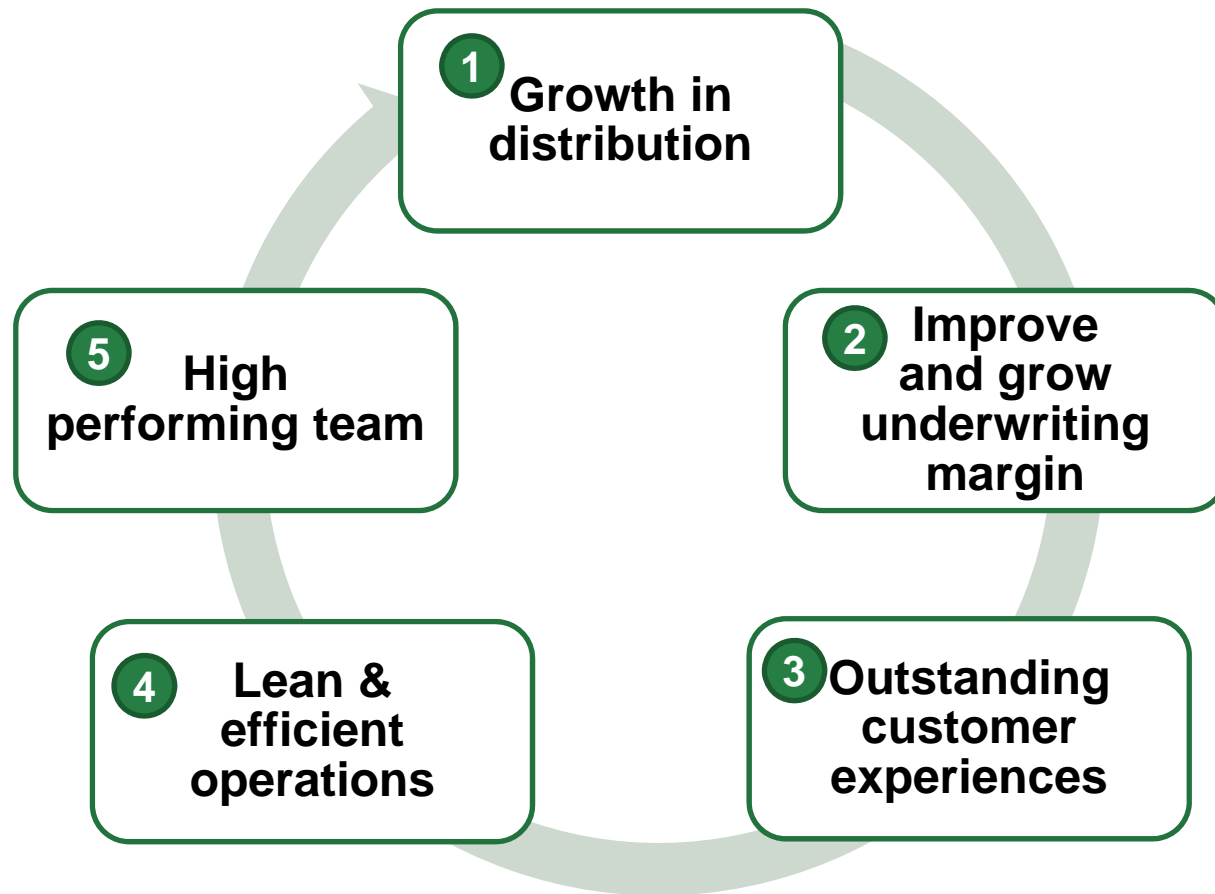 1
Growth in
distribution
2
Improve
and grow
underwriting
margin
3
Outstanding
customer
experiences
4
Lean &
efficient
operations
5
High
performing team